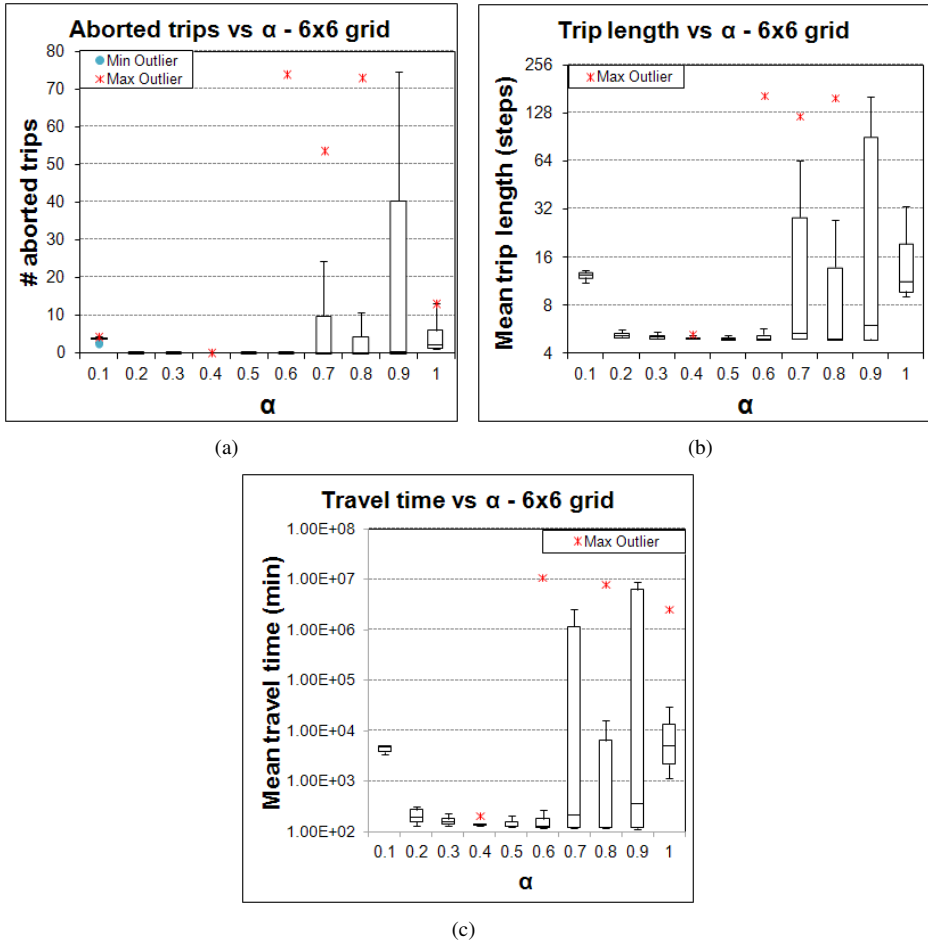 Aborted trips vs α - 6x6 grid
Min Outlier
Max Outlier
80
70
60
50
40
30
20
10
0
# aborted trips
0.1 0.2 0.3 0.4 0.5 0.6 0.7 0.8 0.9 1
α
(a)
Trip length vs α - 6x6 grid
Max Outlier
256
128
64
32
16
8
4
Mean trip length (steps)
0.1 0.2 0.3 0.4 0.5 0.6 0.7 0.8 0.9 1
α
(b)
Travel time vs α - 6x6 grid
Max Outlier
1.00E+08
1.00E+07
1.00E+06
1.00E+05
1.00E+04
1.00E+03
1.00E+02
Mean travel time (min)
0.1 0.2 0.3 0.4 0.5 0.6 0.7 0.8 0.9 1
α
(c)